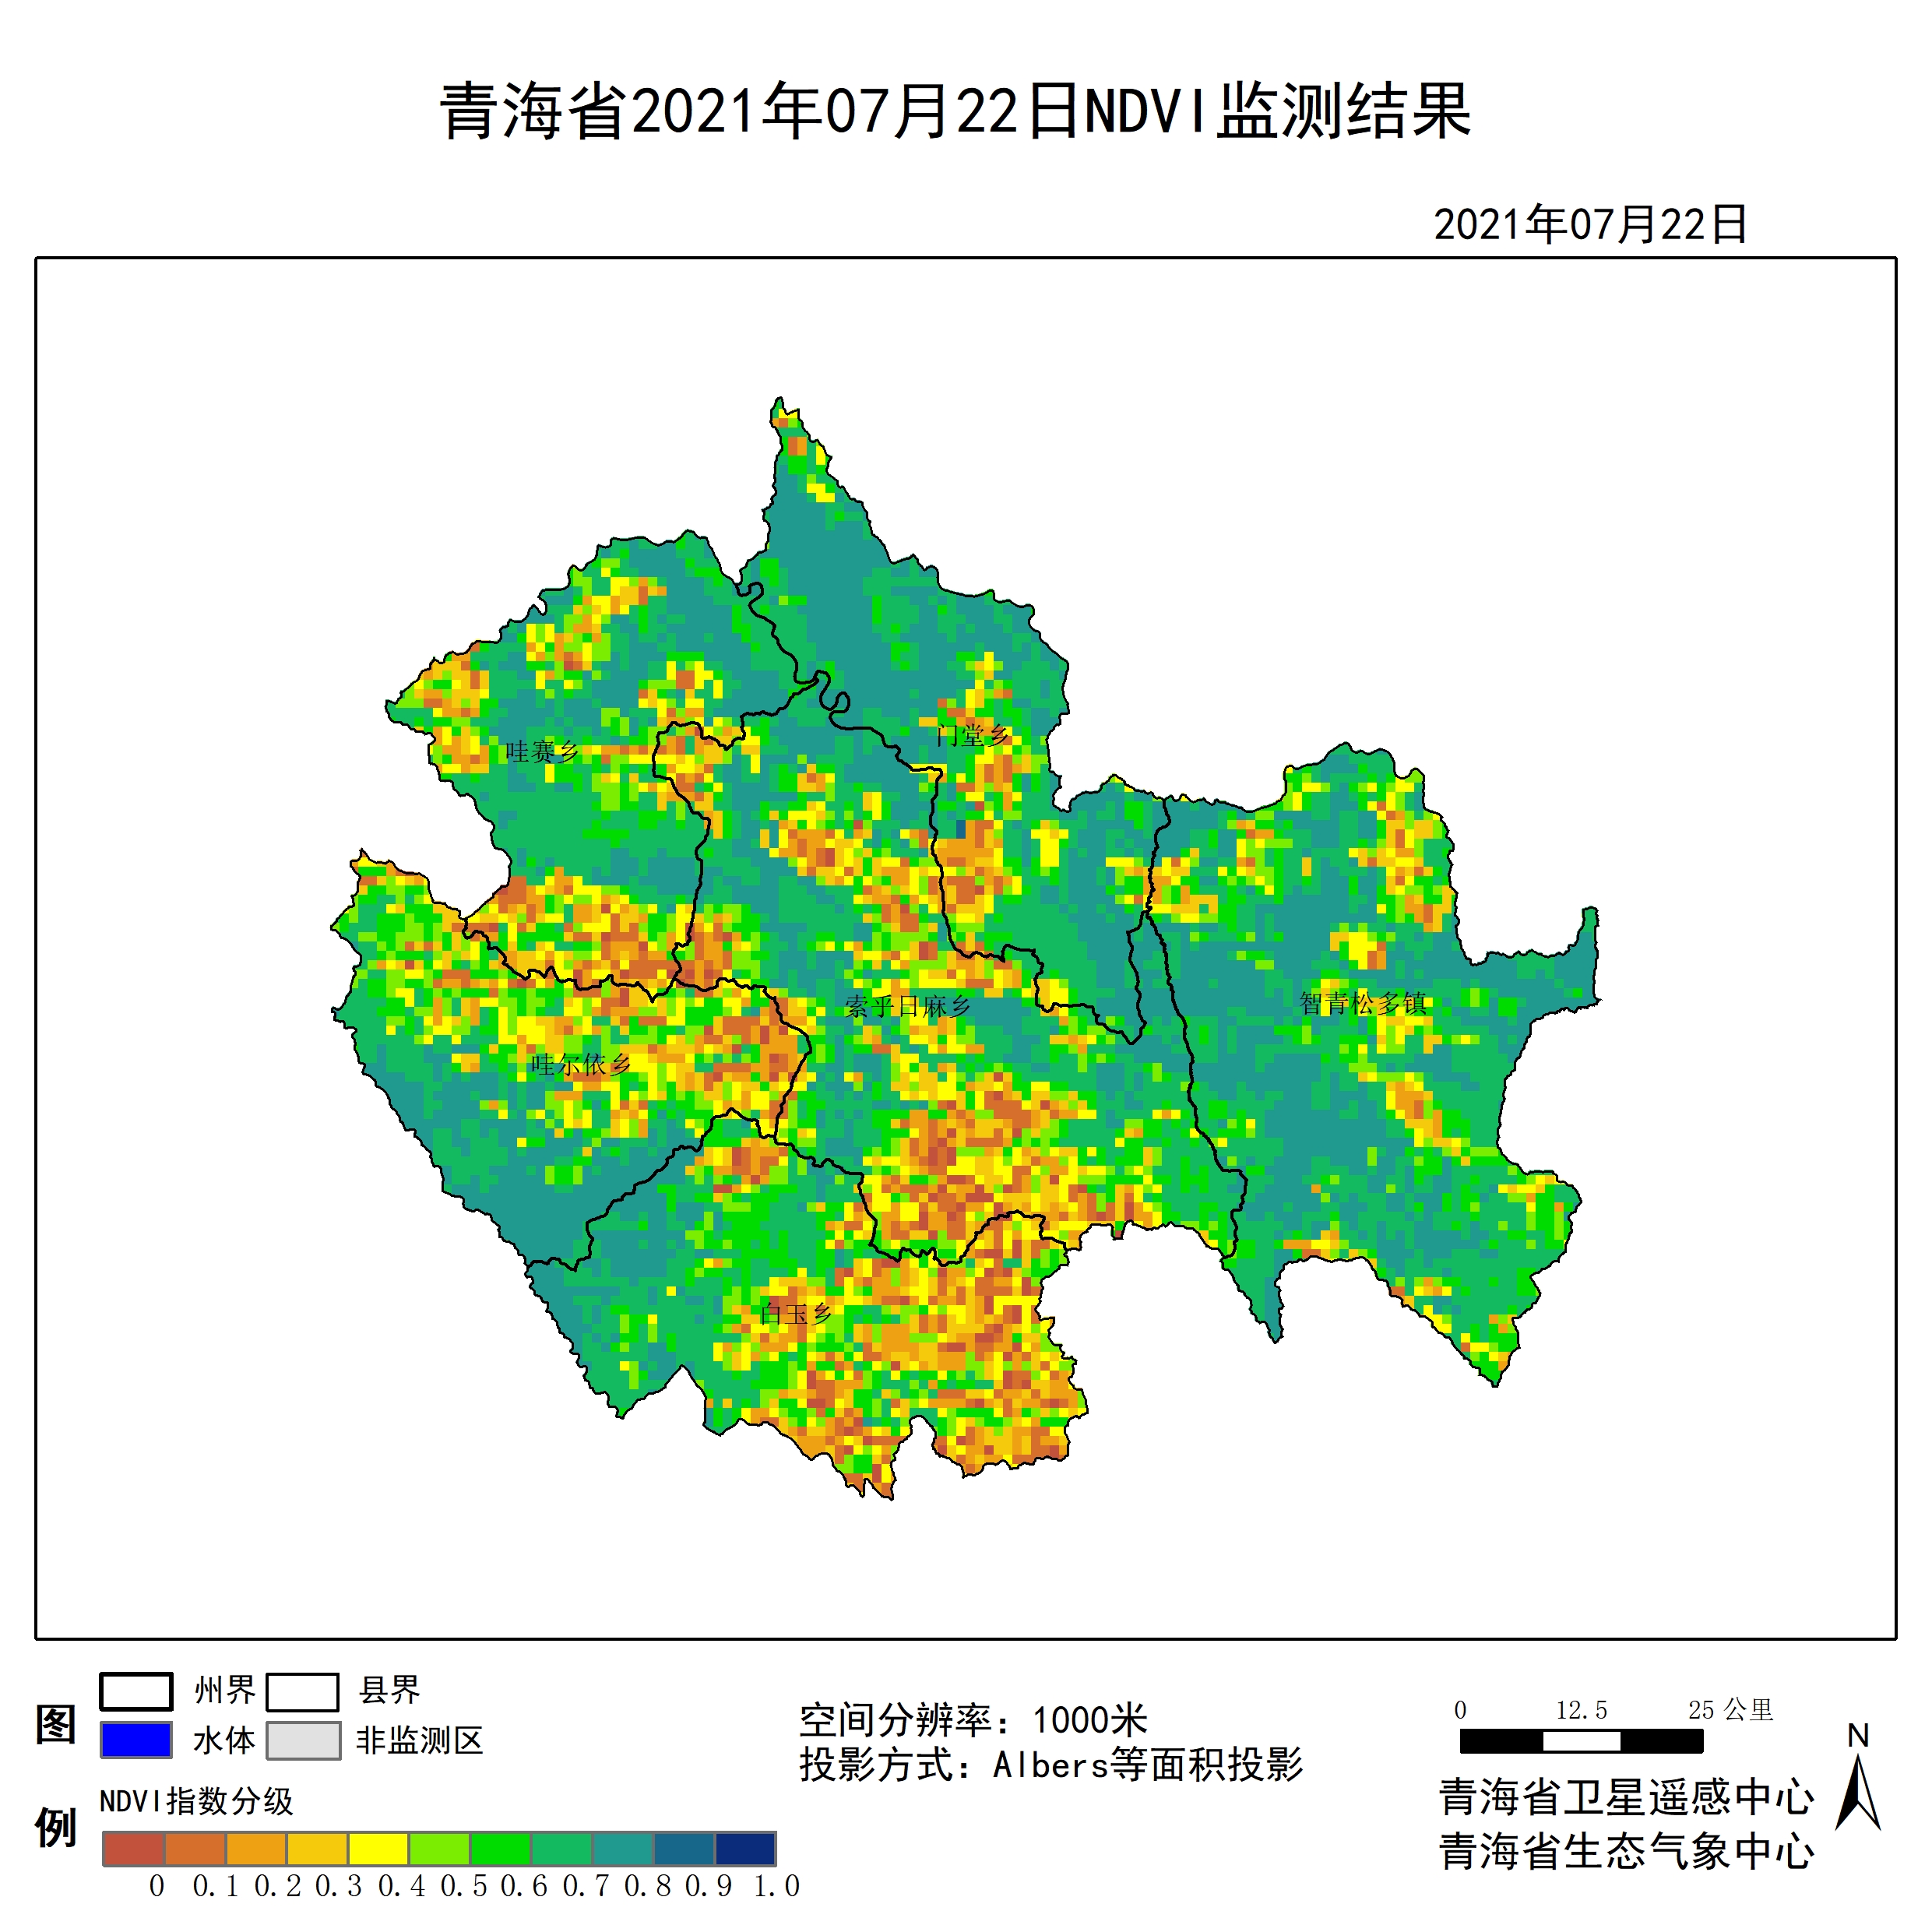 青海省2021年07月22日NDVI监测结果
2021年07月22日
门堂乡
哇赛乡
智青松多镇
索乎日麻乡
哇尔依乡
白玉乡
图例
州界
县界
水体
非监测区
NDVI指数分级
0 0.1 0.2 0.3 0.4 0.5 0.6 0.7 0.8 0.9 1.0
空间分辨率：1000米
投影方式：Albers等面积投影
0 12.5 25 公里
N
青海省卫星遥感中心
青海省生态气象中心